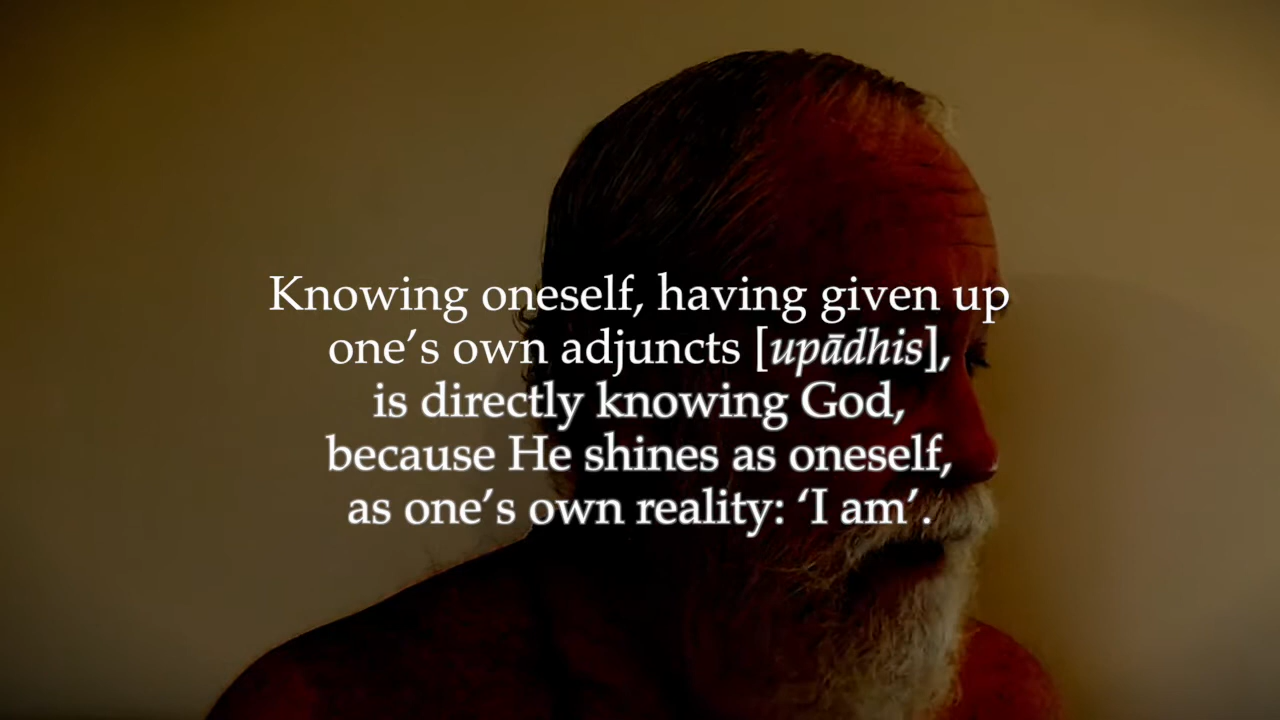 Knowing oneself, having given up
one’s own adjuncts [upādhis],
is directly knowing God,
because He shines as oneself,
as one’s own reality: ‘I am’.